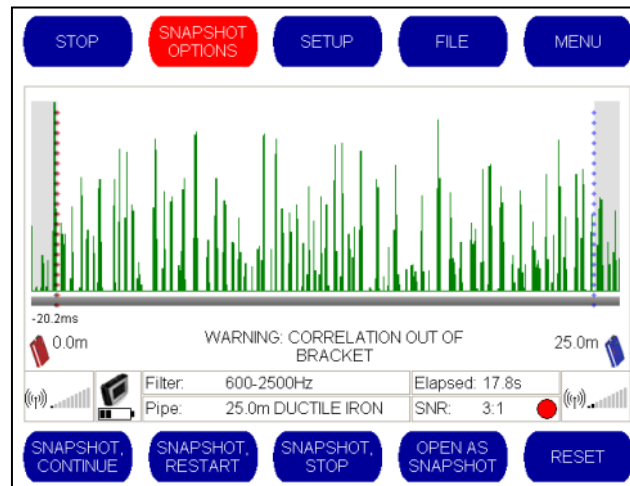 STOP
SNAPSHOT
OPTIONS
SETUP
FILE
MENU
-20.2ms
0.0m
WARNING: CORRELATION OUT OF
BRACKET
25.0m
Filter: 600-2500Hz
Elapsed: 17.8s
Pipe: 25.0m DUCTILE IRON
SNR: 3:1
SNAPSHOT,
CONTINUE
SNAPSHOT,
RESTART
SNAPSHOT,
STOP
OPEN AS
SNAPSHOT
RESET